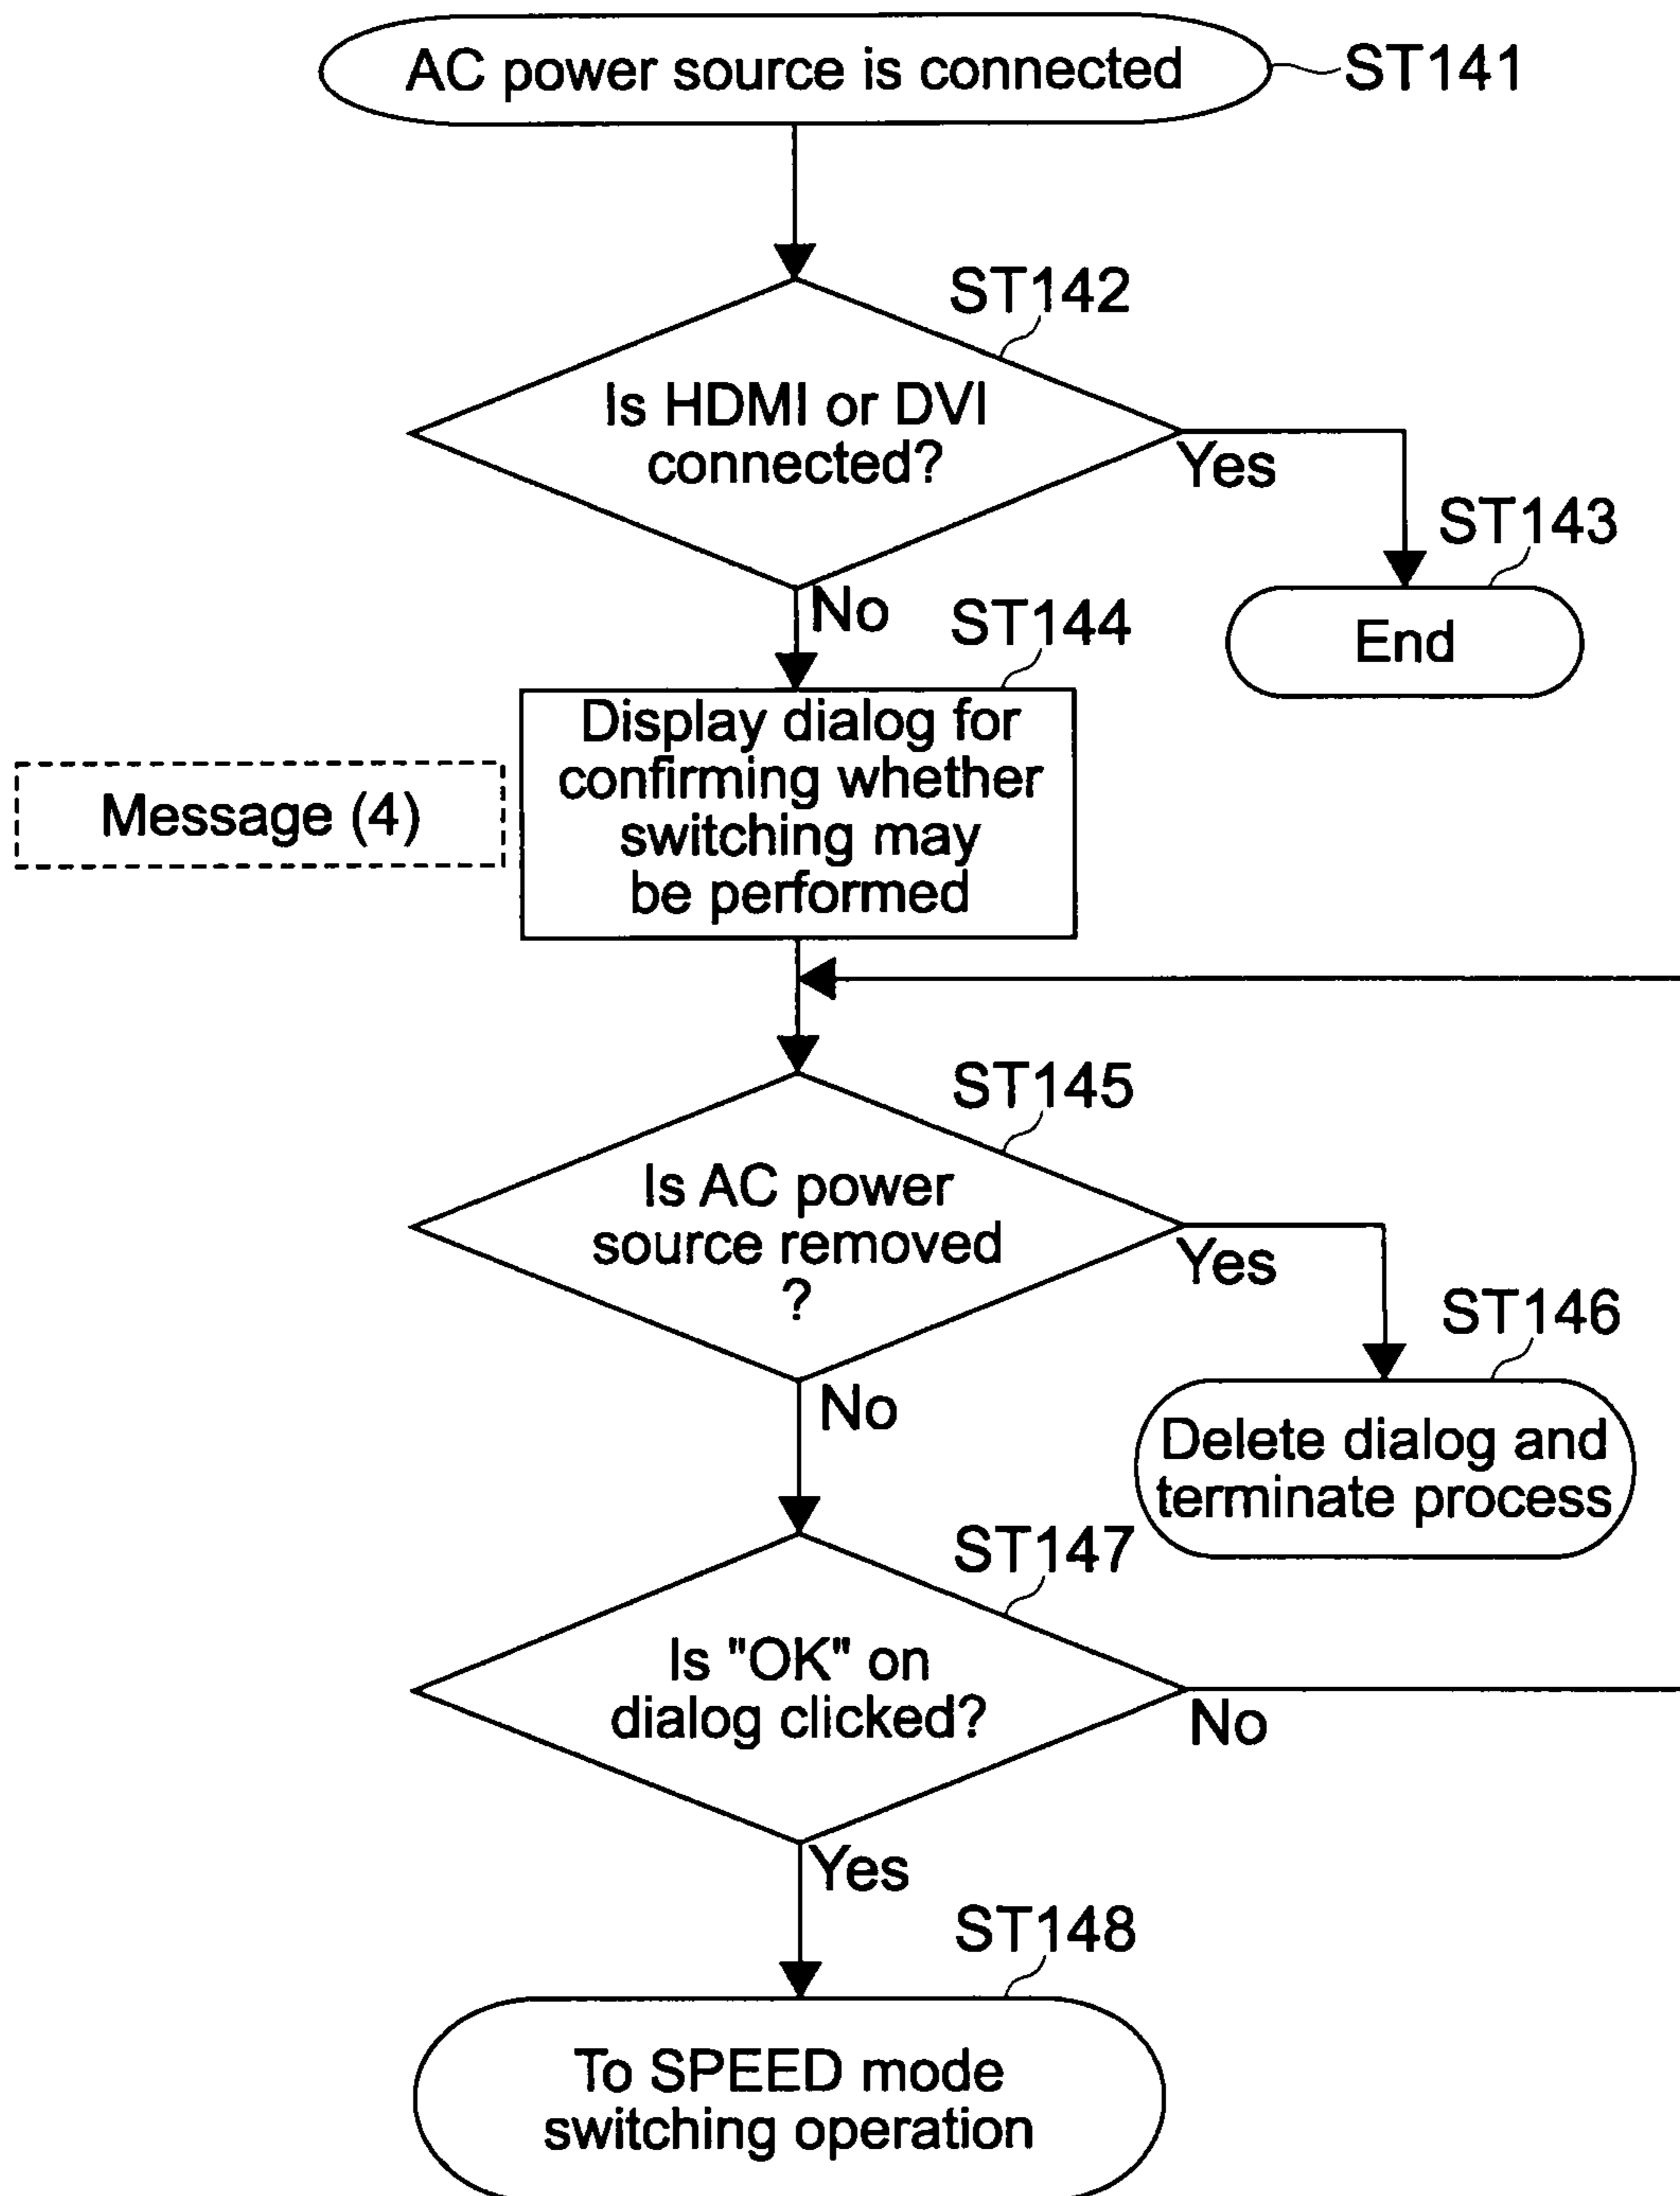 AC power source is connected
ST141
ST142
Is HDMI or DVI
connected?
Yes
ST143
End
No
ST144
Display dialog for
confirming whether
switching may
be performed
Message (4)
ST145
Is AC power
source removed
?
Yes
ST146
Delete dialog and
terminate process
No
ST147
Is "OK" on
dialog clicked?
No
Yes
ST148
To SPEED mode
switching operation